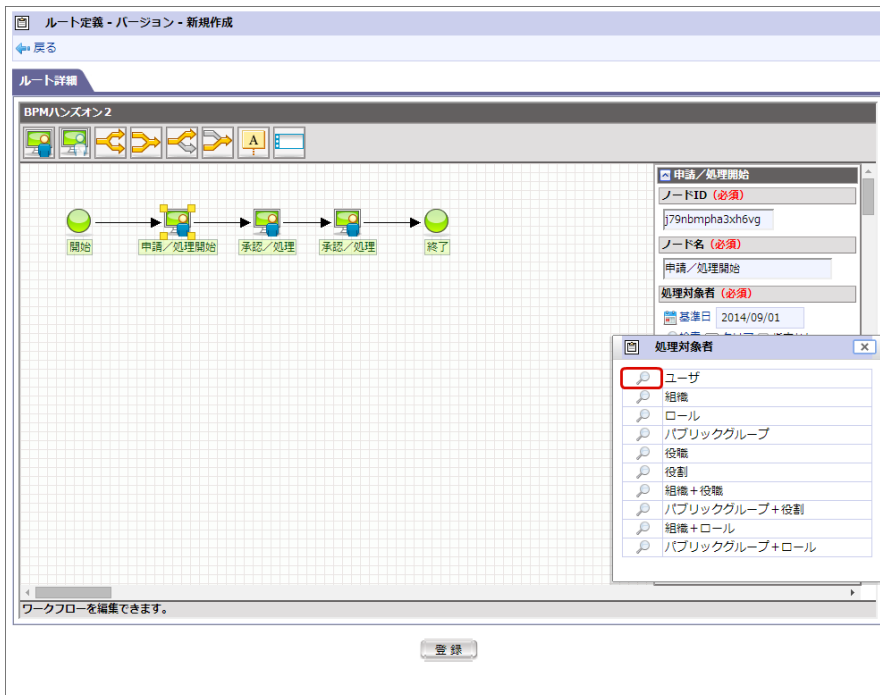 ルート定義 - バージョン - 新規作成
戻る
ルート詳細
BPMハンズオン2
A
申請／処理開始
ノードID (必須)
j79nbmpha3xh6vg
ノード名 (必須)
申請／処理開始
処理対象者 (必須)
基準日 2014/09/01
開始
申請／処理開始
承認／処理
承認／処理
終了
処理対象者
ユーザ
組織
ロール
パブリックグループ
役職
役割
組織＋役職
パブリックグループ＋役割
組織＋ロール
パブリックグループ＋ロール
ワークフローを編集できます。
登録